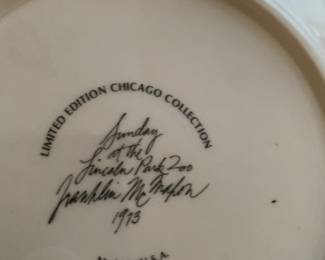 LIMITED EDITION CHICAGO COLLECTION
Sunday
at the
Lincoln Park Zoo
Franklin McMahon
1973
U.S.A.